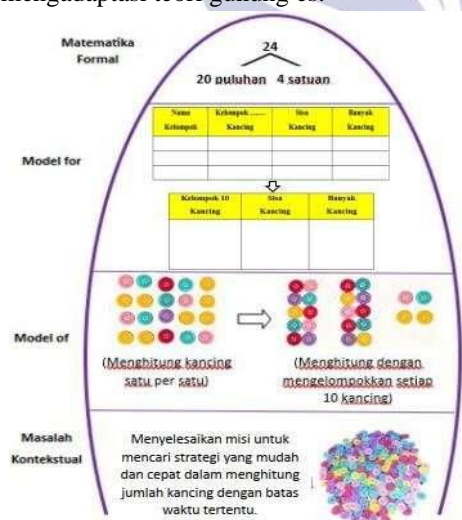 mengadaptasi teori gunung es.
Matematika
Formal
24
20 puluhan 4 satuan
Model for
Nama
Kelompok
Kelompok ........
Kancing
Sisa
Kancing
Banyak
Kancing
Kelompok 10
Kancing
Sisa
Kancing
Banyak
Kancing
Model of
(Menghitung kancing
satu per satu)
(Menghitung dengan
mengelompokkan setiap
10 kancing)
Masalah
Kontekstual
Menyelesaikan misi untuk
mencari strategi yang mudah
dan cepat dalam menghitung
jumlah kancing dengan batas
waktu tertentu.